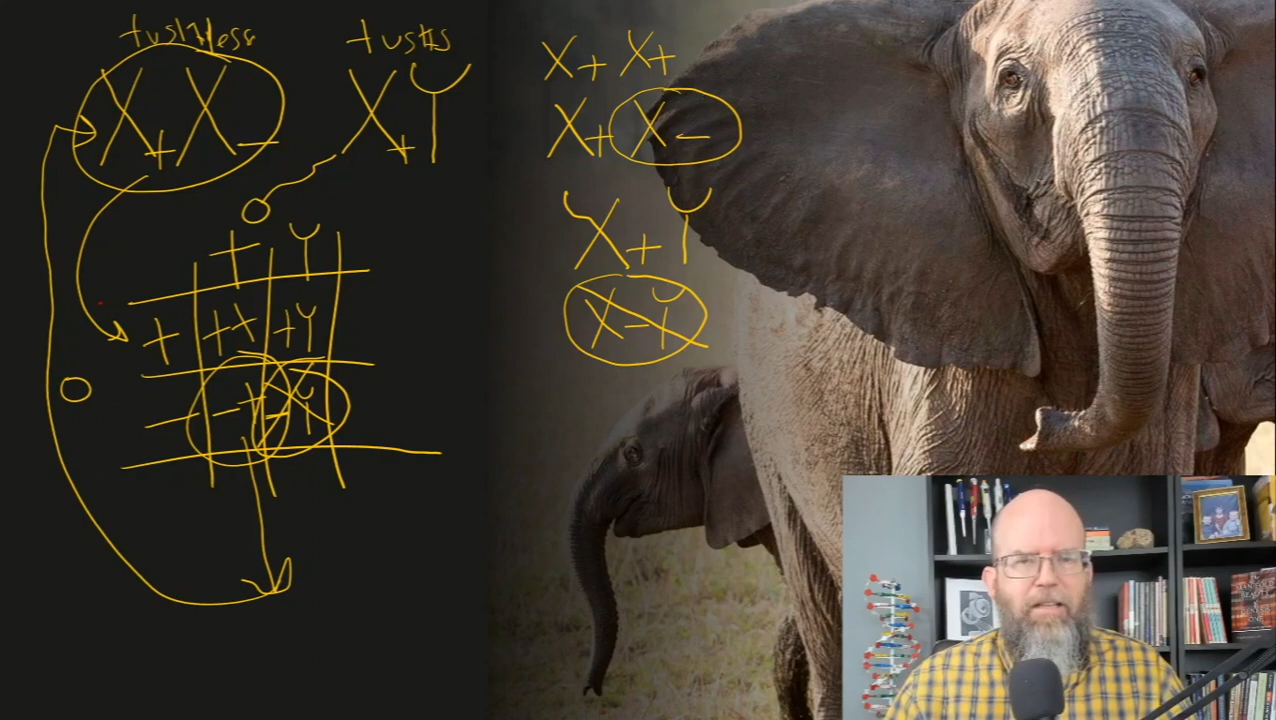 tuskless tusks
X+ X- X+ Y
+ Y
+ ++ +Y
- -+ -Y
X+ X+
X+ X-
X+ Y
X- Y